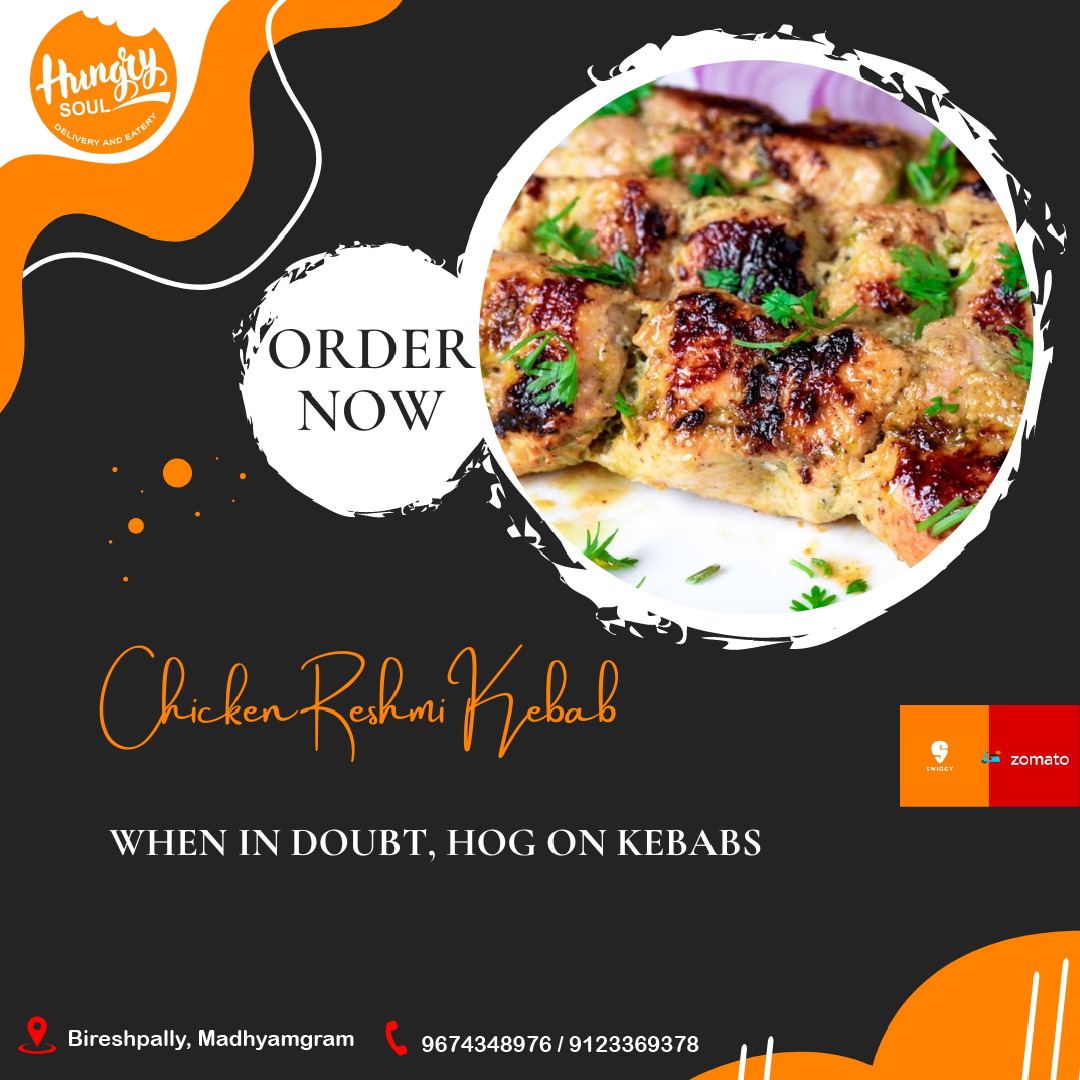 Hungry
SOUL
DELIVERY AND EATERY
ORDER
NOW
Chicken Reshmi Kebab
SWIGGY
zomato
WHEN IN DOUBT, HOG ON KEBABS
Bireshpally, Madhyamgram
9674348976 / 9123369378